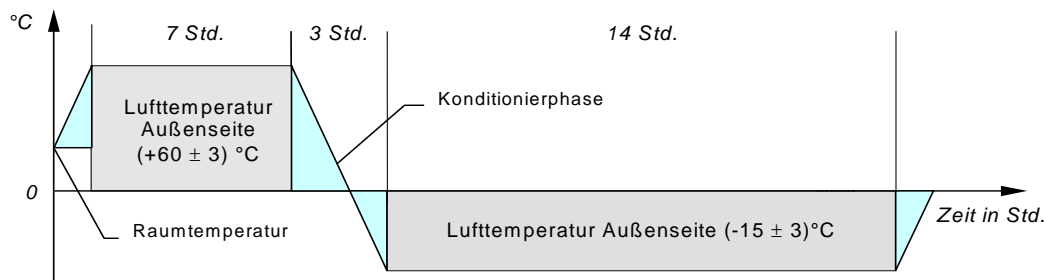 °C
7 Std.
3 Std.
14 Std.
Lufttemperatur
Außenseite
(+60 ± 3) °C
Konditionierphase
0
Raumtemperatur
Lufttemperatur Außenseite (-15 ± 3)°C
Zeit in Std.